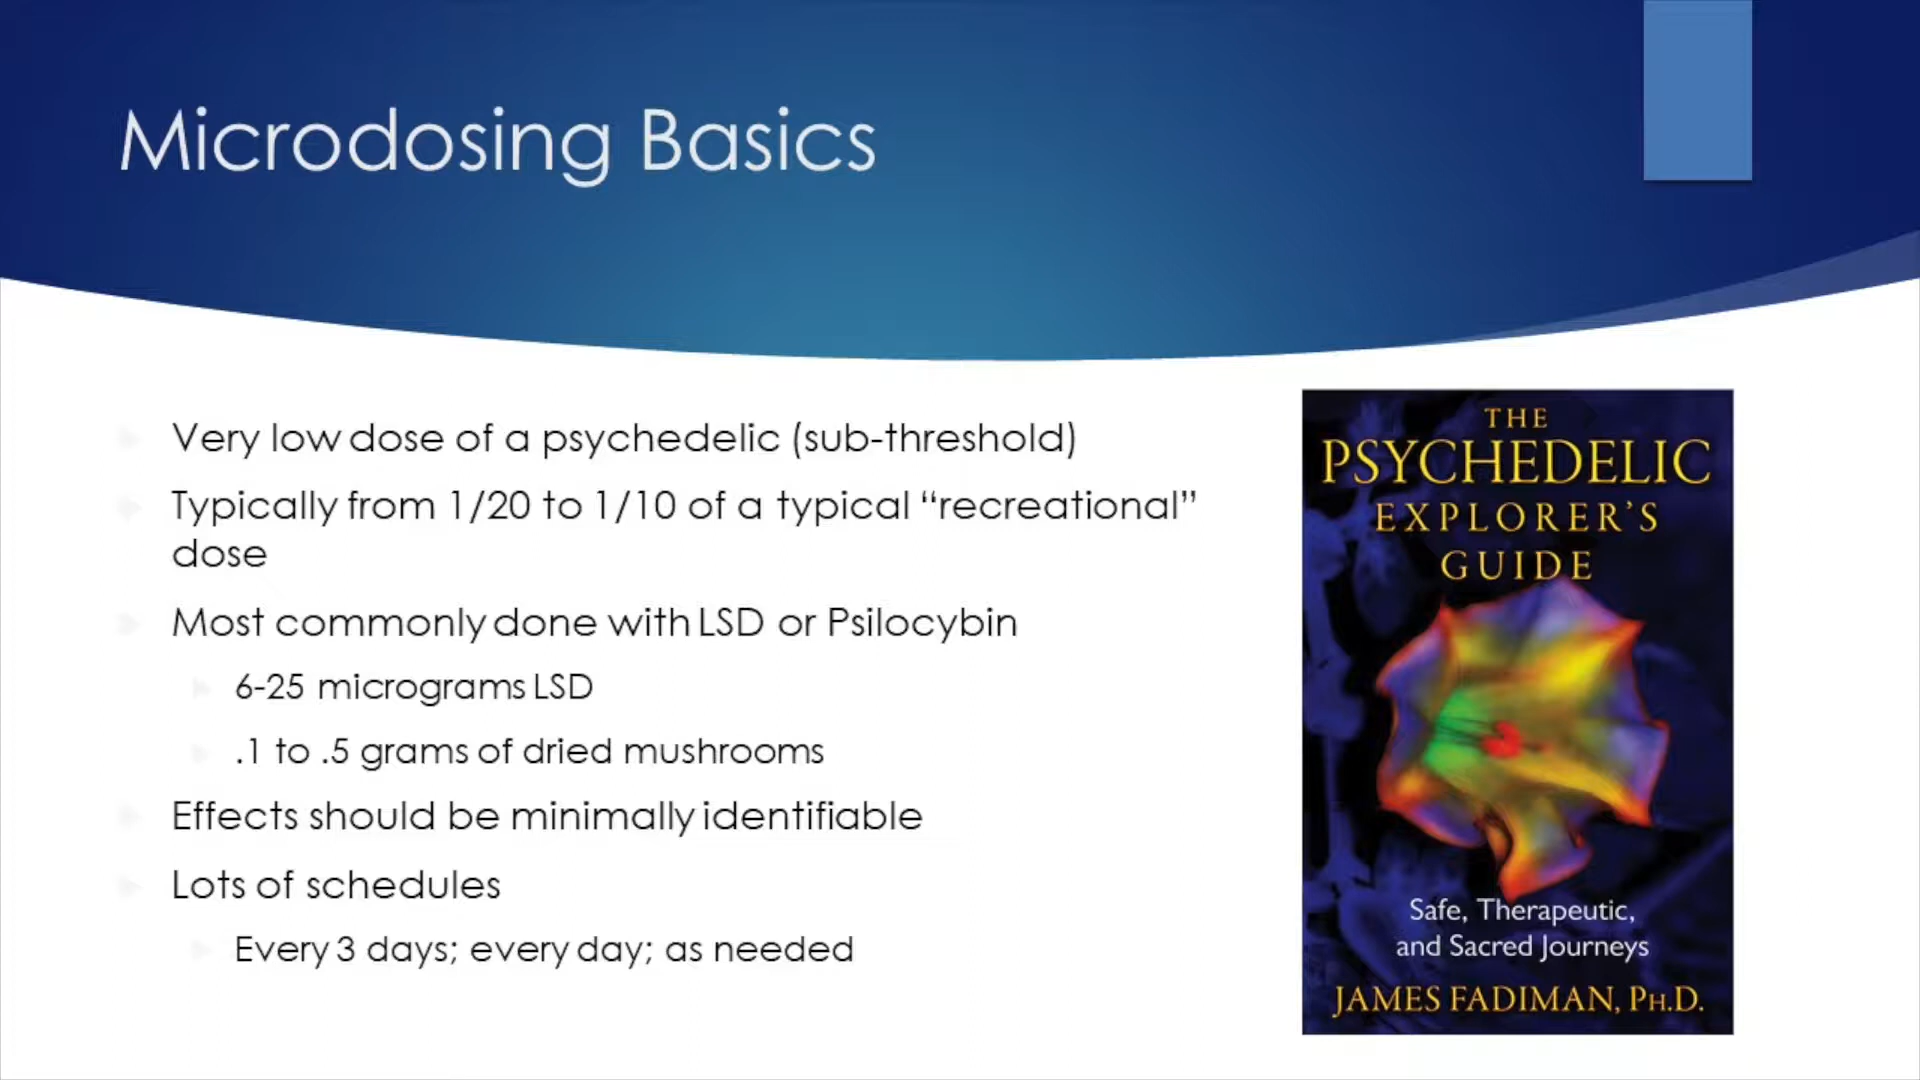 Microdosing Basics
Very low dose of a psychedelic (sub-threshold)
Typically from 1/20 to 1/10 of a typical “recreational”
dose
Most commonly done with LSD or Psilocybin
6-25 micrograms LSD
.1 to .5 grams of dried mushrooms
Effects should be minimally identifiable
Lots of schedules
Every 3 days; every day; as needed
THE
PSYCHEDELIC
EXPLORER’S
GUIDE
Safe, Therapeutic,
and Sacred Journeys
JAMES FADIMAN, PH.D.